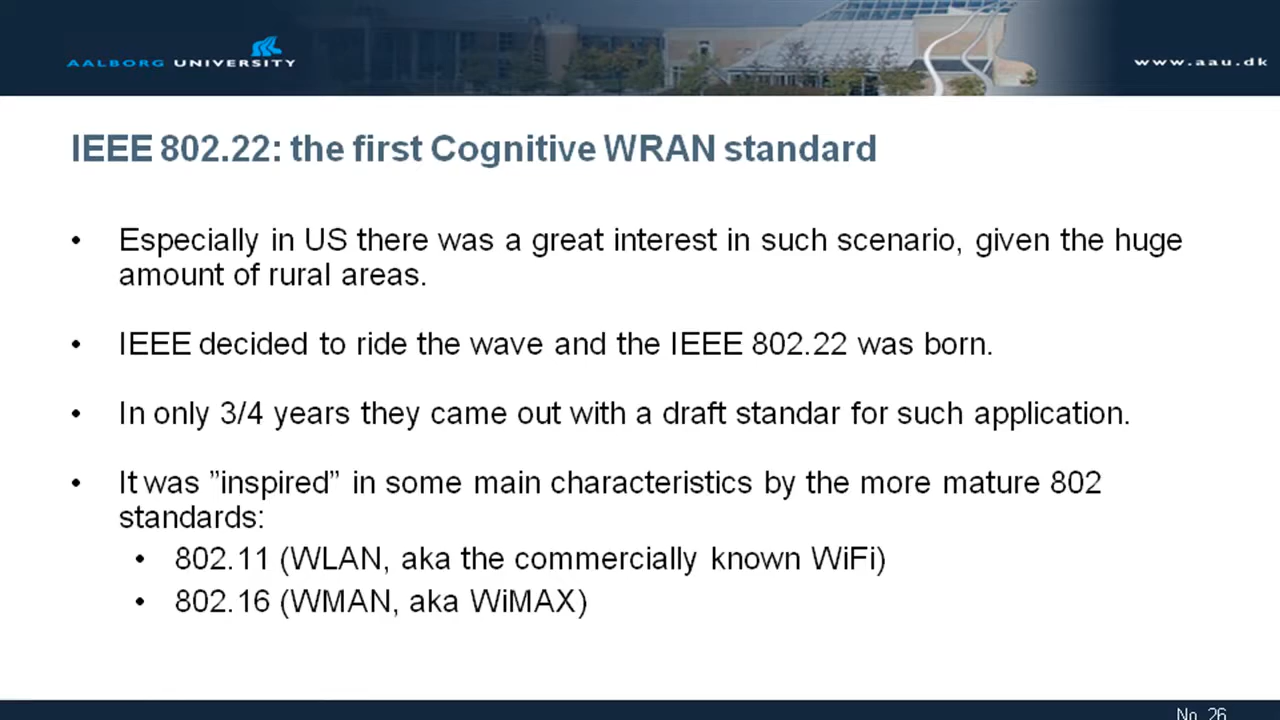 AALBORG UNIVERSITY
www.aau.dk
IEEE 802.22: the first Cognitive WRAN standard
• Especially in US there was a great interest in such scenario, given the huge
amount of rural areas.
• IEEE decided to ride the wave and the IEEE 802.22 was born.
• In only 3/4 years they came out with a draft standar for such application.
• It was ”inspired” in some main characteristics by the more mature 802
standards:
• 802.11 (WLAN, aka the commercially known WiFi)
• 802.16 (WMAN, aka WiMAX)
No. 26